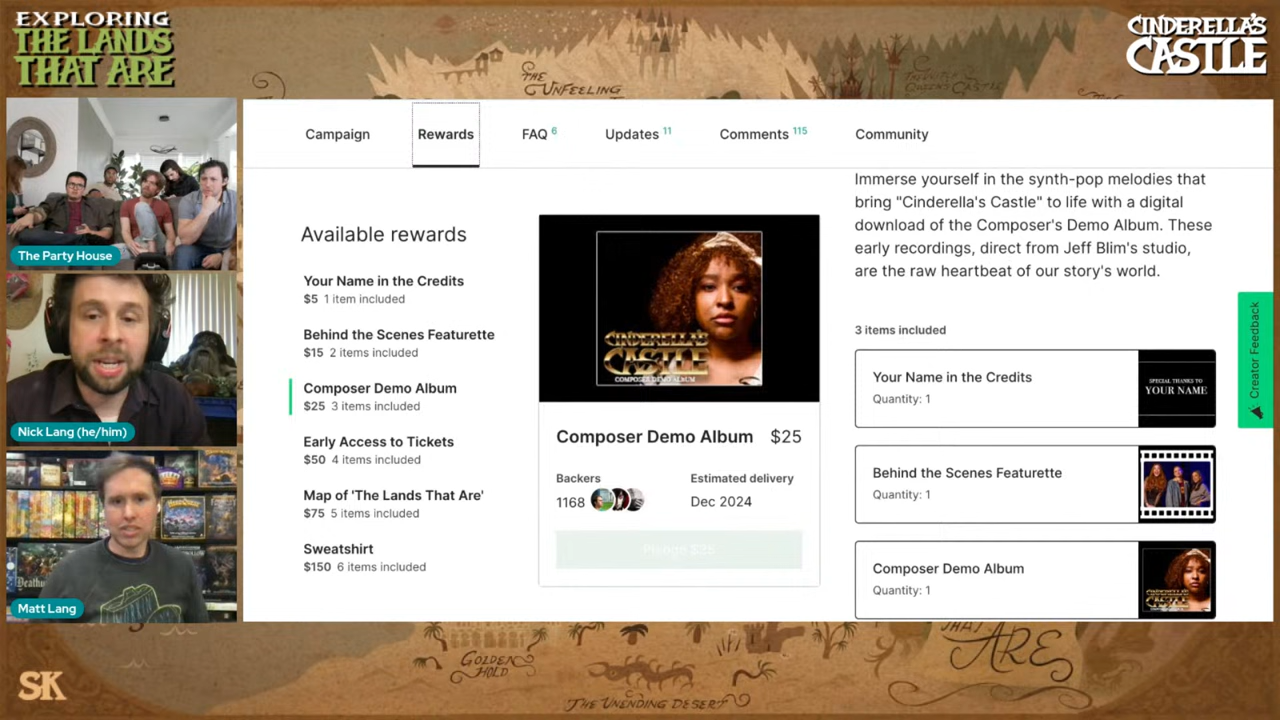 EXPLORING
THE LANDS
THAT ARE
CINDERELLA'S
CASTLE
THE
UNFEELING
The Party House
Nick Lang (he/him)
Matt Lang
Campaign
Rewards
FAQ 6
Updates 11
Comments 115
Community
Available rewards
Your Name in the Credits
$5 1 item included
Behind the Scenes Featurette
$15 2 items included
Composer Demo Album
$25 3 items included
Early Access to Tickets
$50 4 items included
Map of 'The Lands That Are'
$75 5 items included
Sweatshirt
$150 6 items included
CINDERELLA'S
CASTLE
COMPOSER DEMO ALBUM
Composer Demo Album $25
Backers
1168
Estimated delivery
Dec 2024
Pledge $25
Immerse yourself in the synth-pop melodies that
bring "Cinderella's Castle" to life with a digital
download of the Composer's Demo Album. These
early recordings, direct from Jeff Blim's studio,
are the raw heartbeat of our story's world.
3 items included
Your Name in the Credits
Quantity: 1
SPECIAL THANKS TO
YOUR NAME
Behind the Scenes Featurette
Quantity: 1
Composer Demo Album
Quantity: 1
CINDERELLA'S
CASTLE
Creator Feedback
SK
GOLDEN
HOLD
THE UNENDING DESERT
THAT
ARE